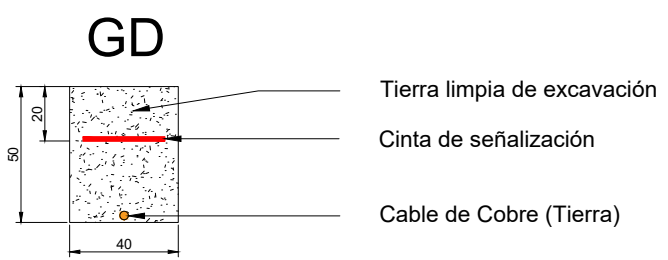 GD
Tierra limpia de excavación
20
Cinta de señalización
50
Cable de Cobre (Tierra)
40